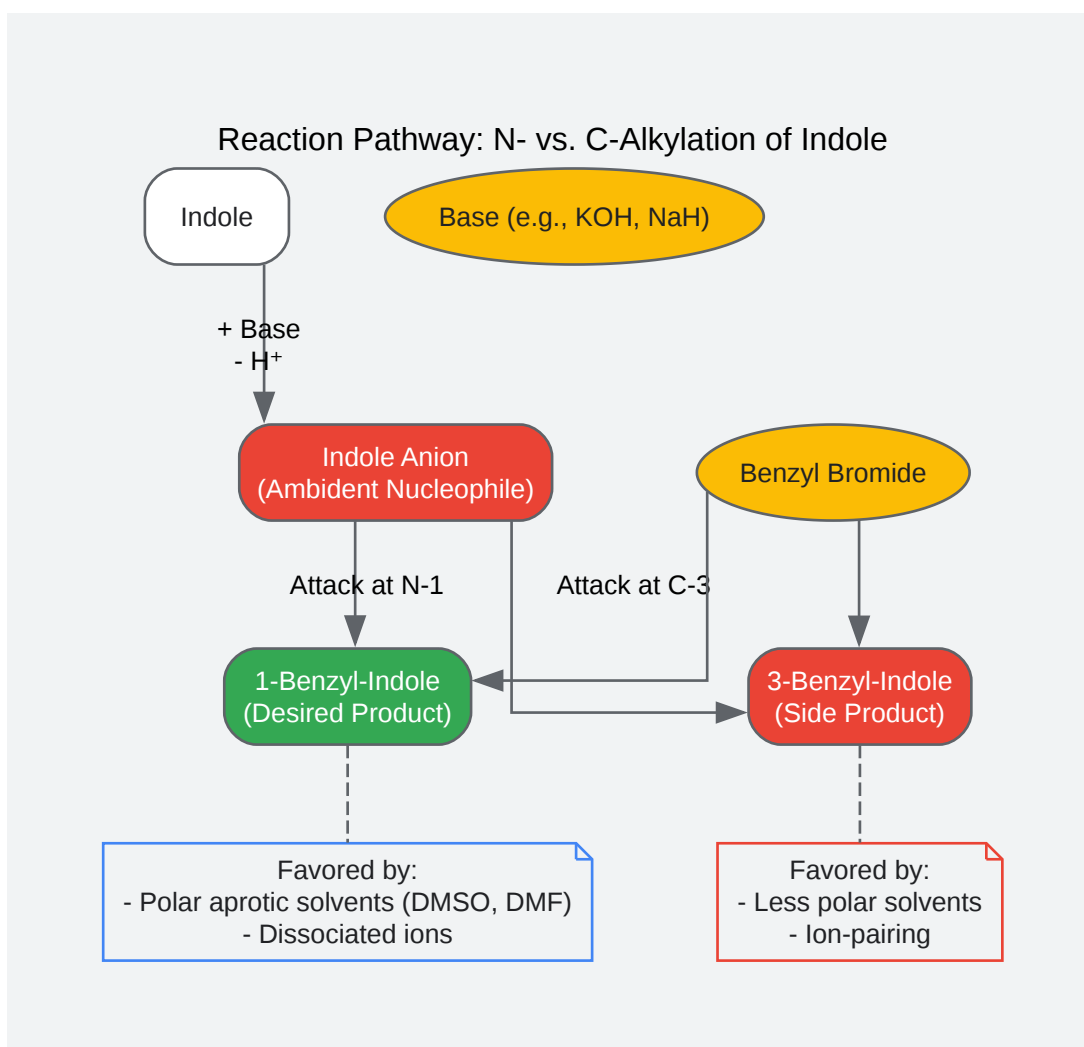 Reaction Pathway: N- vs. C-Alkylation of Indole
Indole
Base (e.g., KOH, NaH)
+ Base
- H⁺
Indole Anion
(Ambident Nucleophile)
Benzyl Bromide
Attack at N-1
Attack at C-3
1-Benzyl-Indole
(Desired Product)
3-Benzyl-Indole
(Side Product)
Favored by:
- Polar aprotic solvents (DMSO, DMF)
- Dissociated ions
Favored by:
- Less polar solvents
- Ion-pairing